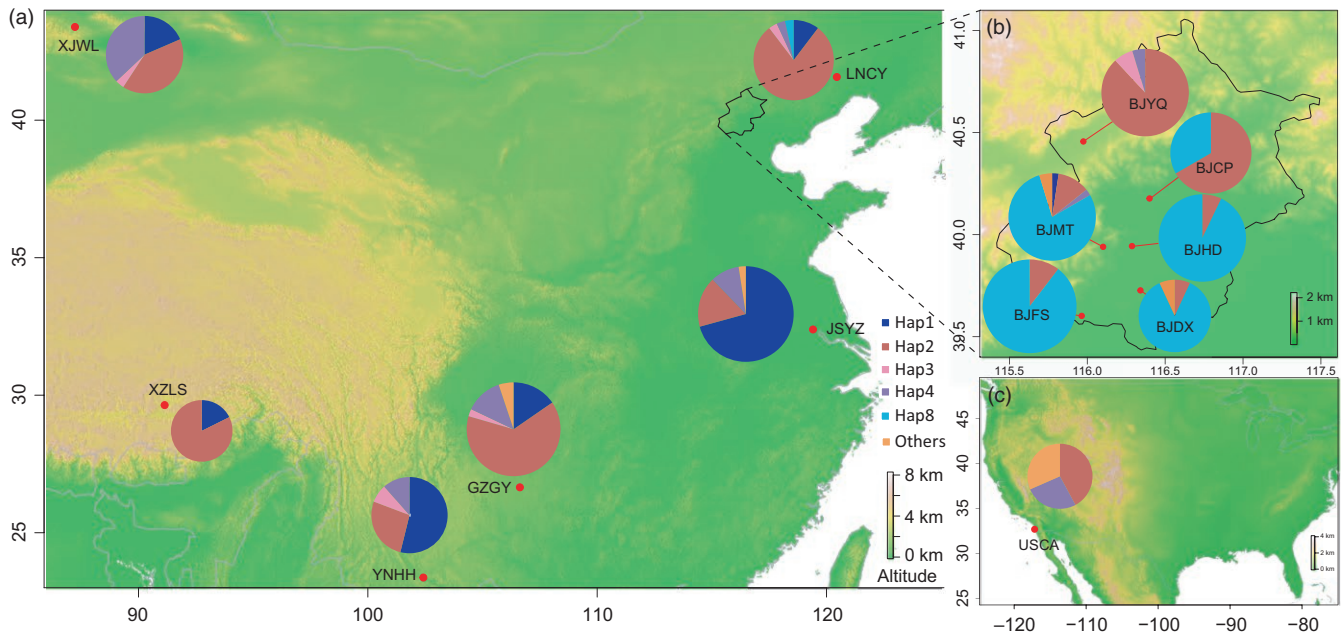 (a)
XJWL
LNCY
40
35
30
25
XZLS
JSYZ
GZGY
YNHH
Hap1
Hap2
Hap3
Hap4
Hap8
Others
8 km
4 km
0 km
Altitude
90
100
110
120
(b)
41.0
40.5
40.0
39.5
BJYQ
BJCP
BJMT
BJHD
BJFS
BJDX
2 km
1 km
115.5
116.0
116.5
117.0
117.5
(c)
45
40
35
30
25
USCA
4 km
2 km
0 km
−120
−110
−100
−90
−80